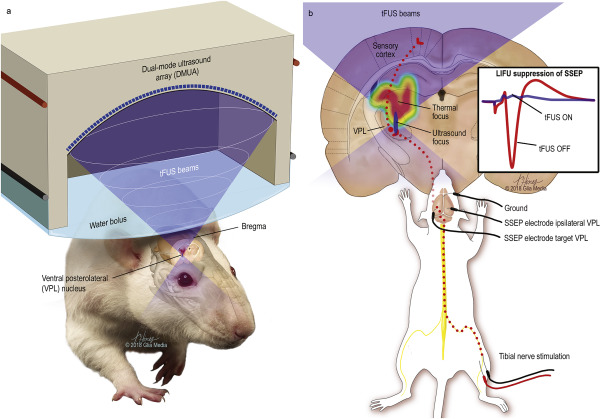 a
Dual-mode ultrasound
array (DMUA)
tFUS beams
Water bolus
Bregma
Ventral posterolateral
(VPL) nucleus
© 2018 Glia Media
b
tFUS beams
Sensory
cortex
Thermal
focus
VPL
Ultrasound
focus
LIFU suppression of SSEP
tFUS ON
tFUS OFF
© 2018 Glia Media
Ground
SSEP electrode ipsilateral VPL
SSEP electrode target VPL
Tibial nerve stimulation